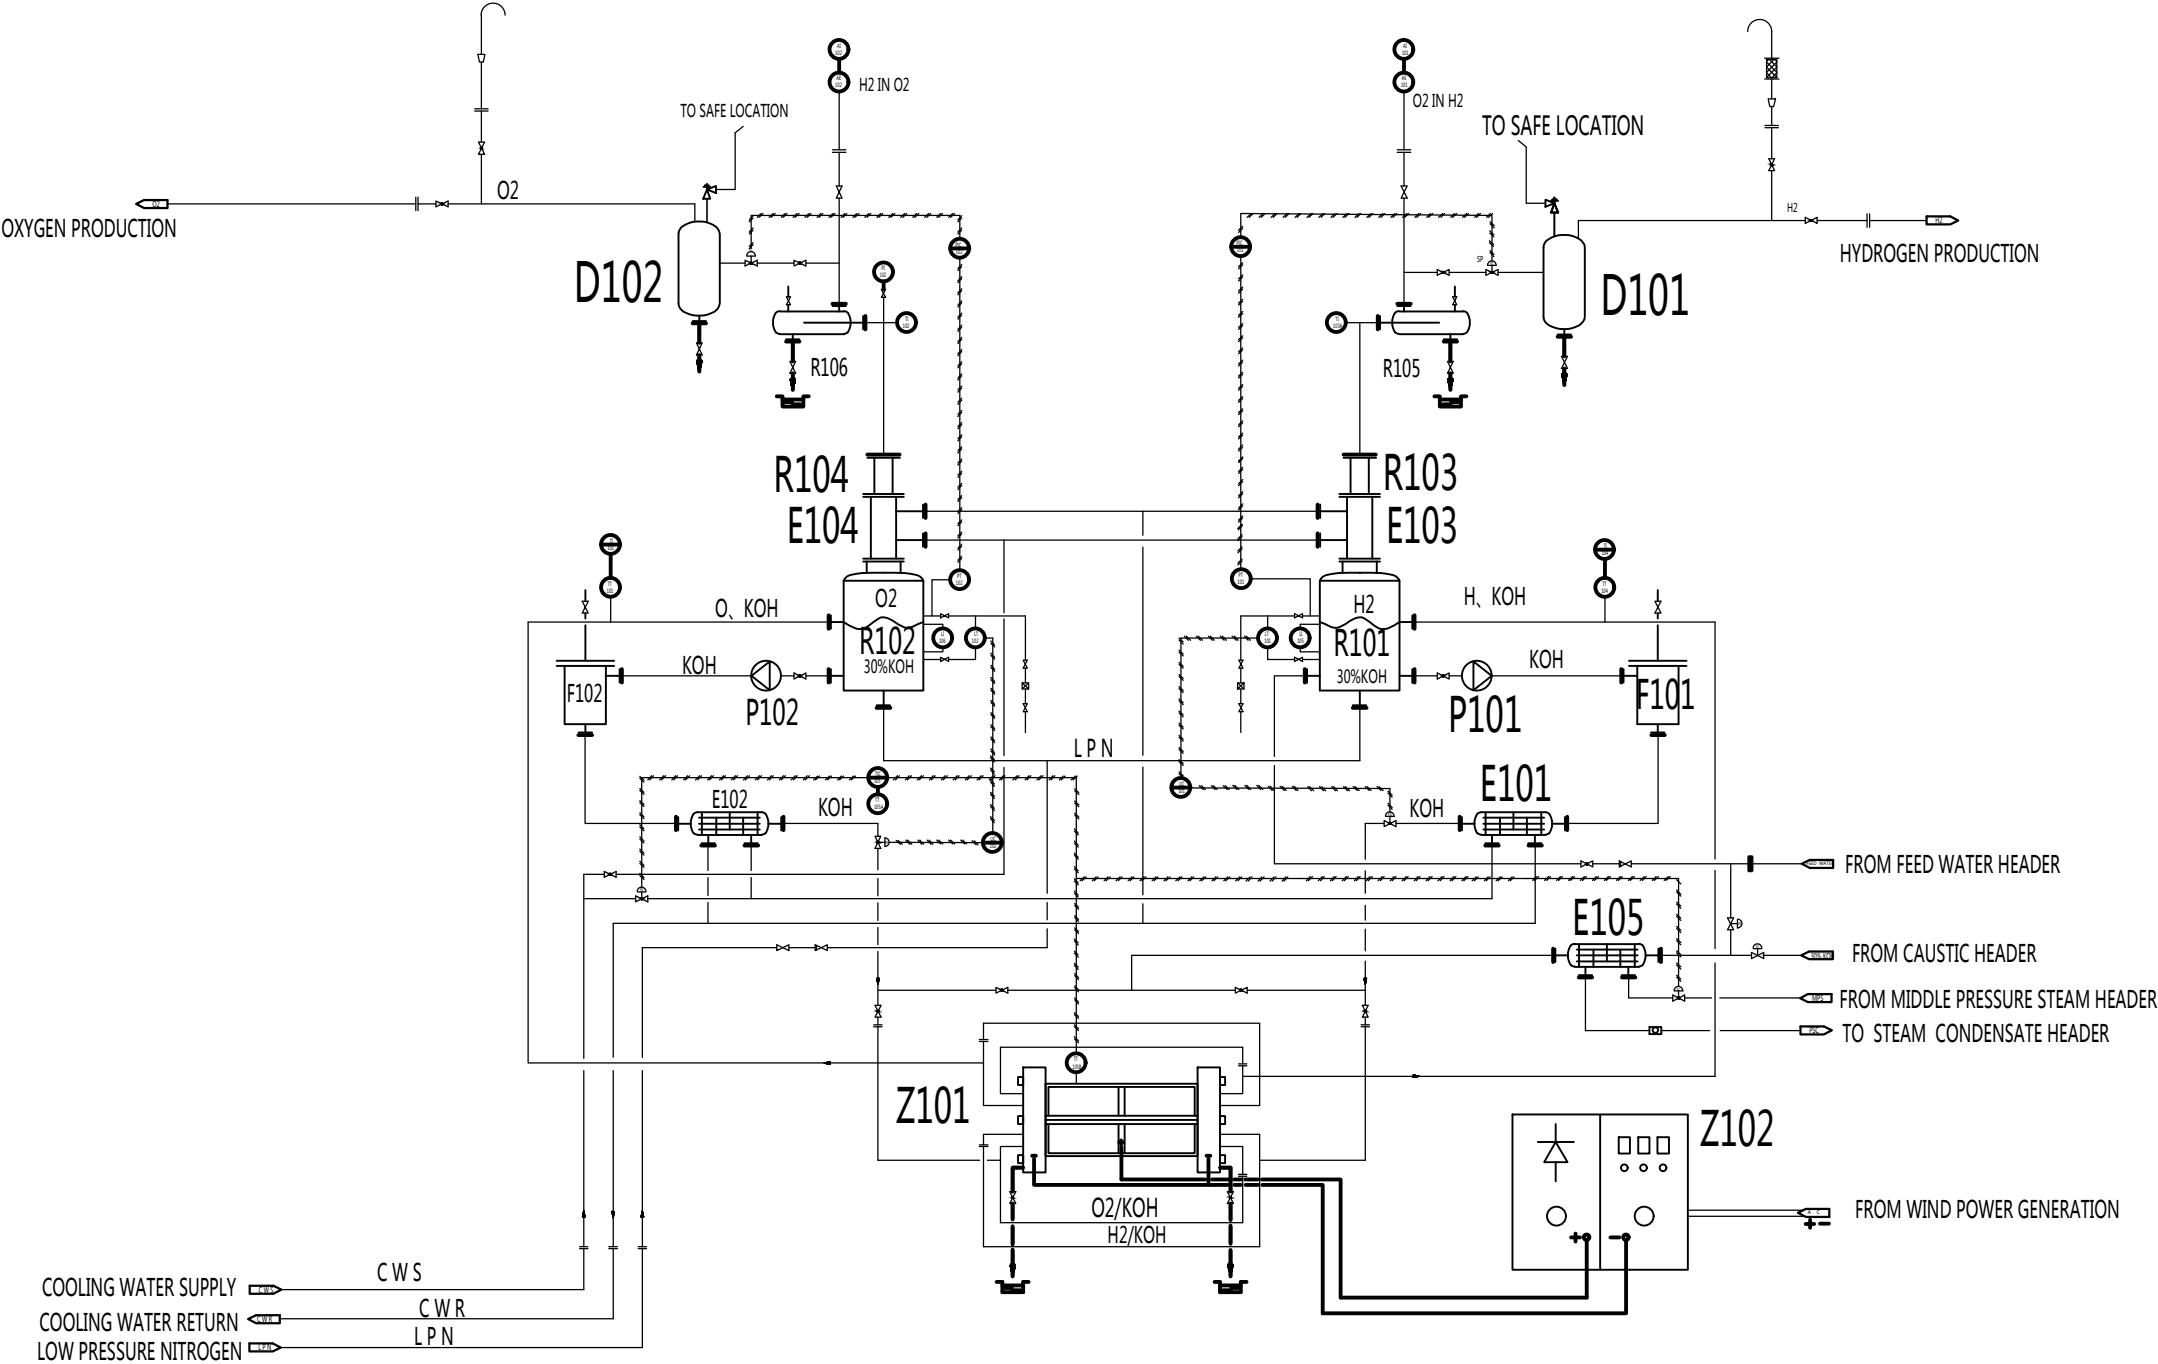 H2 IN O2
O2 IN H2
TO SAFE LOCATION
TO SAFE LOCATION
O2
OXYGEN PRODUCTION
H2
HYDROGEN PRODUCTION
SP
D102
D101
R106
R105
R104
R103
E104
E103
O、KOH
O2
H2
H、KOH
R102
30%KOH
R101
30%KOH
KOH
KOH
F102
P102
P101
F101
L P N
E102
KOH
KOH
E101
FROM FEED WATER HEADER
E105
FROM CAUSTIC HEADER
MPS
FROM MIDDLE PRESSURE STEAM HEADER
PSC
TO STEAM CONDENSATE HEADER
Z101
Z102
O2/KOH
H2/KOH
A C
FROM WIND POWER GENERATION
+ −
+ −
C W S
COOLING WATER SUPPLY
CWS
C W R
COOLING WATER RETURN
CWR
L P N
LOW PRESSURE NITROGEN
LPN